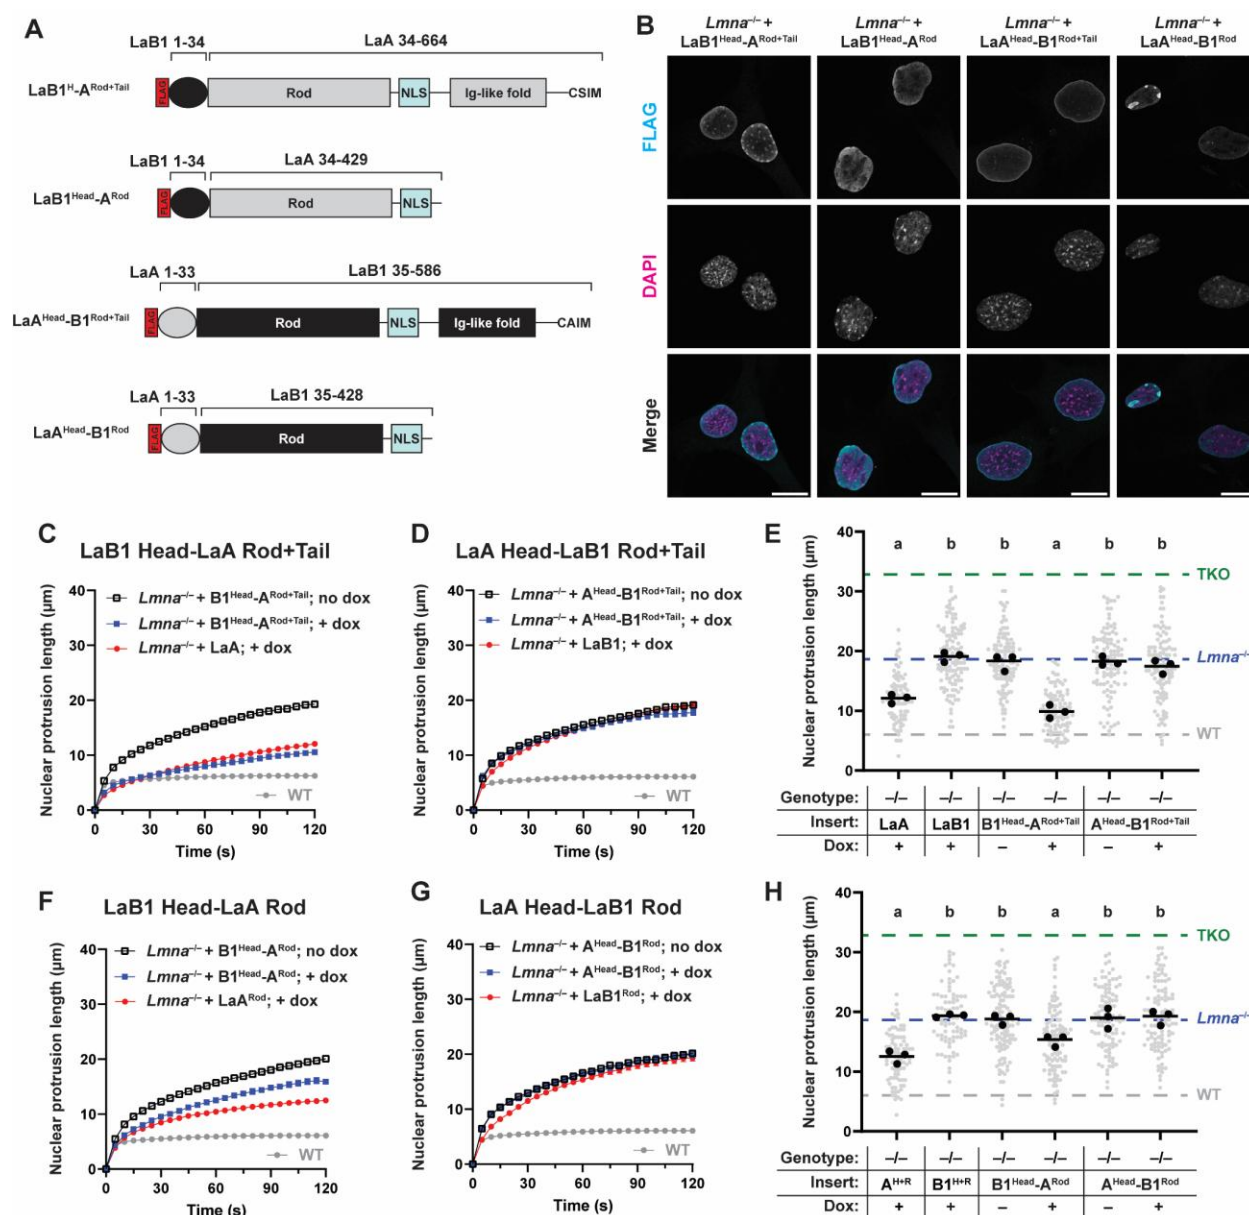 A
LaB1 1-34
LaA 34-664
LaB1ᴴ-Aᴿᵒᵈ⁺ᵀᵃⁱˡ
FLAG
Rod
NLS
Ig-like fold
CSIM
LaB1 1-34
LaA 34-429
LaB1ᴴᵉᵃᵈ-Aᴿᵒᵈ
FLAG
Rod
NLS
LaA 1-33
LaB1 35-586
LaAᴴᵉᵃᵈ-B1ᴿᵒᵈ⁺ᵀᵃⁱˡ
FLAG
Rod
NLS
Ig-like fold
CAIM
LaA 1-33
LaB1 35-428
LaAᴴᵉᵃᵈ-B1ᴿᵒᵈ
FLAG
Rod
NLS
B
Lmna⁻/⁻ + LaB1ᴴᵉᵃᵈ-Aᴿᵒᵈ⁺ᵀᵃⁱˡ
Lmna⁻/⁻ + LaB1ᴴᵉᵃᵈ-Aᴿᵒᵈ
Lmna⁻/⁻ + LaAᴴᵉᵃᵈ-B1ᴿᵒᵈ⁺ᵀᵃⁱˡ
Lmna⁻/⁻ + LaAᴴᵉᵃᵈ-B1ᴿᵒᵈ
FLAG
DAPI
Merge
C
LaB1 Head-LaA Rod+Tail
Lmna⁻/⁻ + B1ᴴᵉᵃᵈ-Aᴿᵒᵈ⁺ᵀᵃⁱˡ; no dox
Lmna⁻/⁻ + B1ᴴᵉᵃᵈ-Aᴿᵒᵈ⁺ᵀᵃⁱˡ; + dox
Lmna⁻/⁻ + LaA; + dox
WT
Nuclear protrusion length (µm)
40
30
20
10
0
0 30 60 90 120
Time (s)
D
LaA Head-LaB1 Rod+Tail
Lmna⁻/⁻ + Aᴴᵉᵃᵈ-B1ᴿᵒᵈ⁺ᵀᵃⁱˡ; no dox
Lmna⁻/⁻ + Aᴴᵉᵃᵈ-B1ᴿᵒᵈ⁺ᵀᵃⁱˡ; + dox
Lmna⁻/⁻ + LaB1; + dox
WT
Nuclear protrusion length (µm)
40
30
20
10
0
0 30 60 90 120
Time (s)
E
Nuclear protrusion length (µm)
40
30
20
10
0
a b b a b b
TKO
Lmna⁻/⁻
WT
Genotype: –/– –/– –/– –/– –/– –/–
Insert: LaA LaB1 B1ᴴᵉᵃᵈ-Aᴿᵒᵈ⁺ᵀᵃⁱˡ Aᴴᵉᵃᵈ-B1ᴿᵒᵈ⁺ᵀᵃⁱˡ
Dox: + + – + – +
F
LaB1 Head-LaA Rod
Lmna⁻/⁻ + B1ᴴᵉᵃᵈ-Aᴿᵒᵈ; no dox
Lmna⁻/⁻ + B1ᴴᵉᵃᵈ-Aᴿᵒᵈ; + dox
Lmna⁻/⁻ + LaAᴿᵒᵈ; + dox
WT
Nuclear protrusion length (µm)
40
30
20
10
0
0 30 60 90 120
Time (s)
G
LaA Head-LaB1 Rod
Lmna⁻/⁻ + Aᴴᵉᵃᵈ-B1ᴿᵒᵈ; no dox
Lmna⁻/⁻ + Aᴴᵉᵃᵈ-B1ᴿᵒᵈ; + dox
Lmna⁻/⁻ + LaB1ᴿᵒᵈ; + dox
WT
Nuclear protrusion length (µm)
40
30
20
10
0
0 30 60 90 120
Time (s)
H
Nuclear protrusion length (µm)
40
30
20
10
0
a b b a b b
TKO
Lmna⁻/⁻
WT
Genotype: –/– –/– –/– –/– –/– –/–
Insert: Aᴴ⁺ᴿ B1ᴴ⁺ᴿ B1ᴴᵉᵃᵈ-Aᴿᵒᵈ Aᴴᵉᵃᵈ-B1ᴿᵒᵈ
Dox: + + – + – +